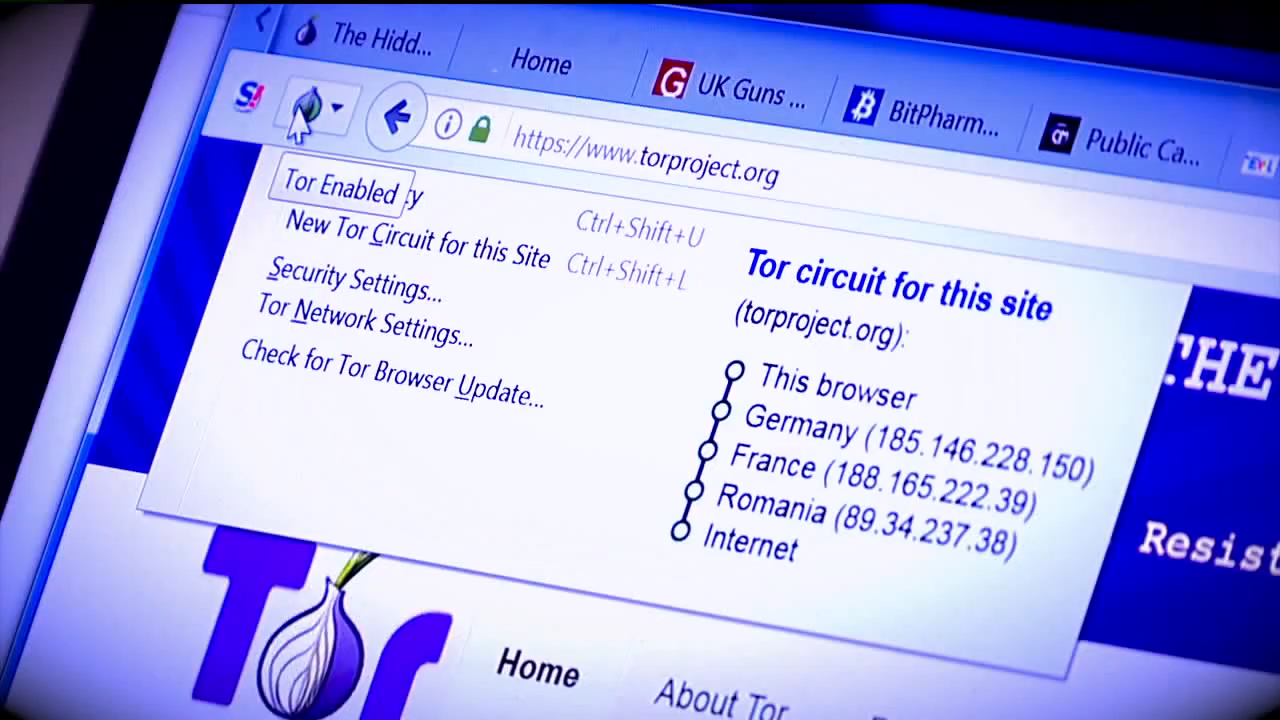 The Hidd...
Home
UK Guns ...
BitPharm...
Public Ca...
S!
https://www.torproject.org
Tor Enabled
ty
Ctrl+Shift+U
New Tor Circuit for this Site
Ctrl+Shift+L
Security Settings...
Tor Network Settings...
Check for Tor Browser Update...
Tor circuit for this site
(torproject.org):
This browser
Germany (185.146.228.150)
France (188.165.222.39)
Romania (89.34.237.38)
Internet
THE
Resist
Tor
Home
About Tor